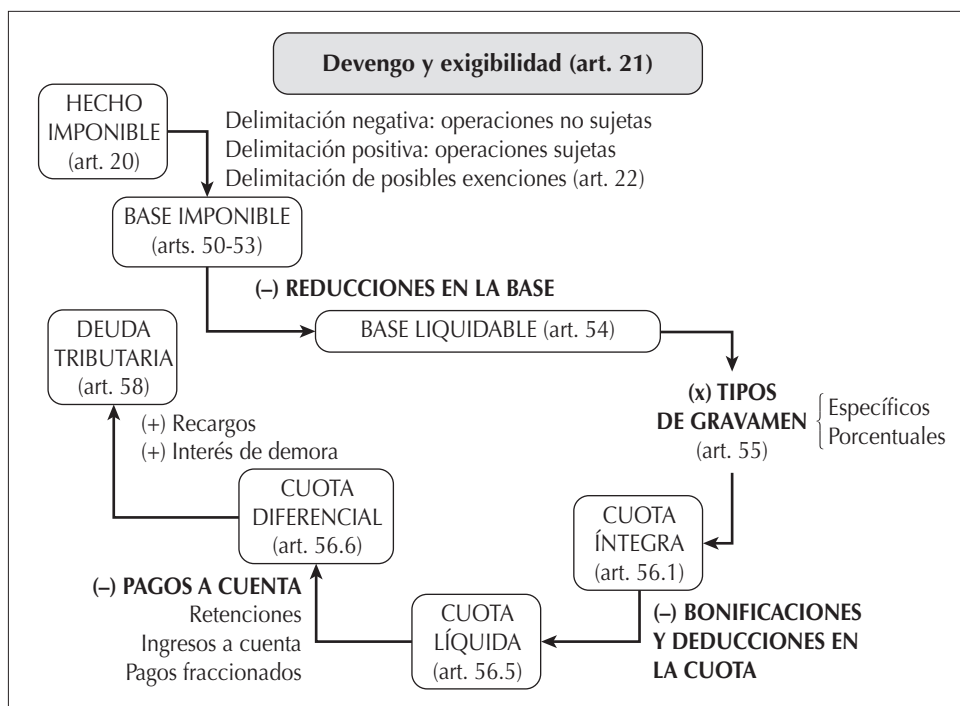 Devengo y exigibilidad (art. 21)
HECHO
IMPONIBLE
(art. 20)
Delimitación negativa: operaciones no sujetas
Delimitación positiva: operaciones sujetas
Delimitación de posibles exenciones (art. 22)
BASE IMPONIBLE
(arts. 50-53)
(–) REDUCCIONES EN LA BASE
BASE LIQUIDABLE (art. 54)
(x) TIPOS
DE GRAVAMEN
(art. 55)
Específicos
Porcentuales
CUOTA
ÍNTEGRA
(art. 56.1)
(–) BONIFICACIONES
Y DEDUCCIONES EN
LA CUOTA
CUOTA
LÍQUIDA
(art. 56.5)
(–) PAGOS A CUENTA
Retenciones
Ingresos a cuenta
Pagos fraccionados
CUOTA
DIFERENCIAL
(art. 56.6)
(+) Recargos
(+) Interés de demora
DEUDA
TRIBUTARIA
(art. 58)